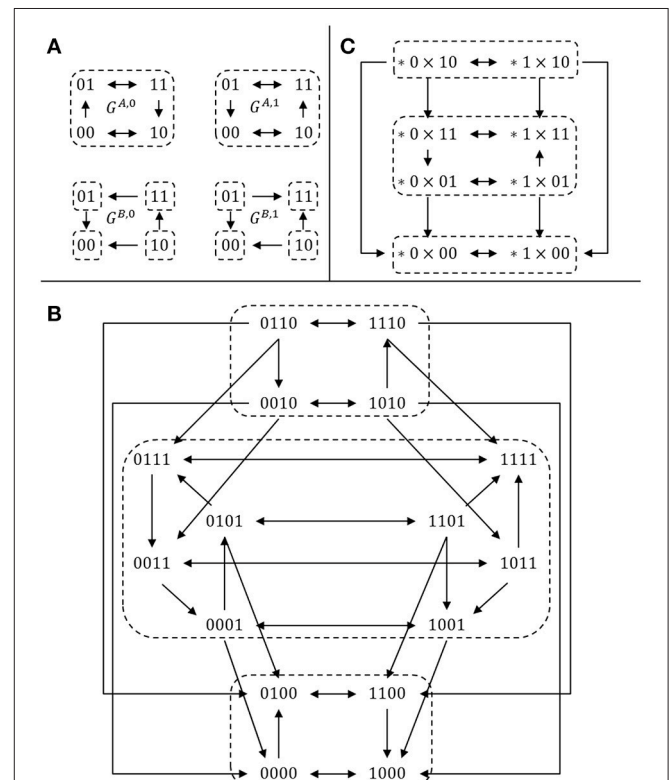 A
01 ↔ 11
↑ G^{A,0} ↓
00 ↔ 10
01 ↔ 11
↓ G^{A,1} ↑
00 ↔ 10
01 ← 11
↓ G^{B,0} ↑
00 ← 10
01 → 11
↓ G^{B,1} ↑
00 ← 10
C
* 0 × 10 ↔ * 1 × 10
* 0 × 11 ↔ * 1 × 11
* 0 × 01 ↔ * 1 × 01
* 0 × 00 ↔ * 1 × 00
B
0110 ↔ 1110
0010 ↔ 1010
0111 ↔ 1111
0101 ↔ 1101
0011 ↔ 1011
0001 ↔ 1001
0100 ↔ 1100
0000 ↔ 1000